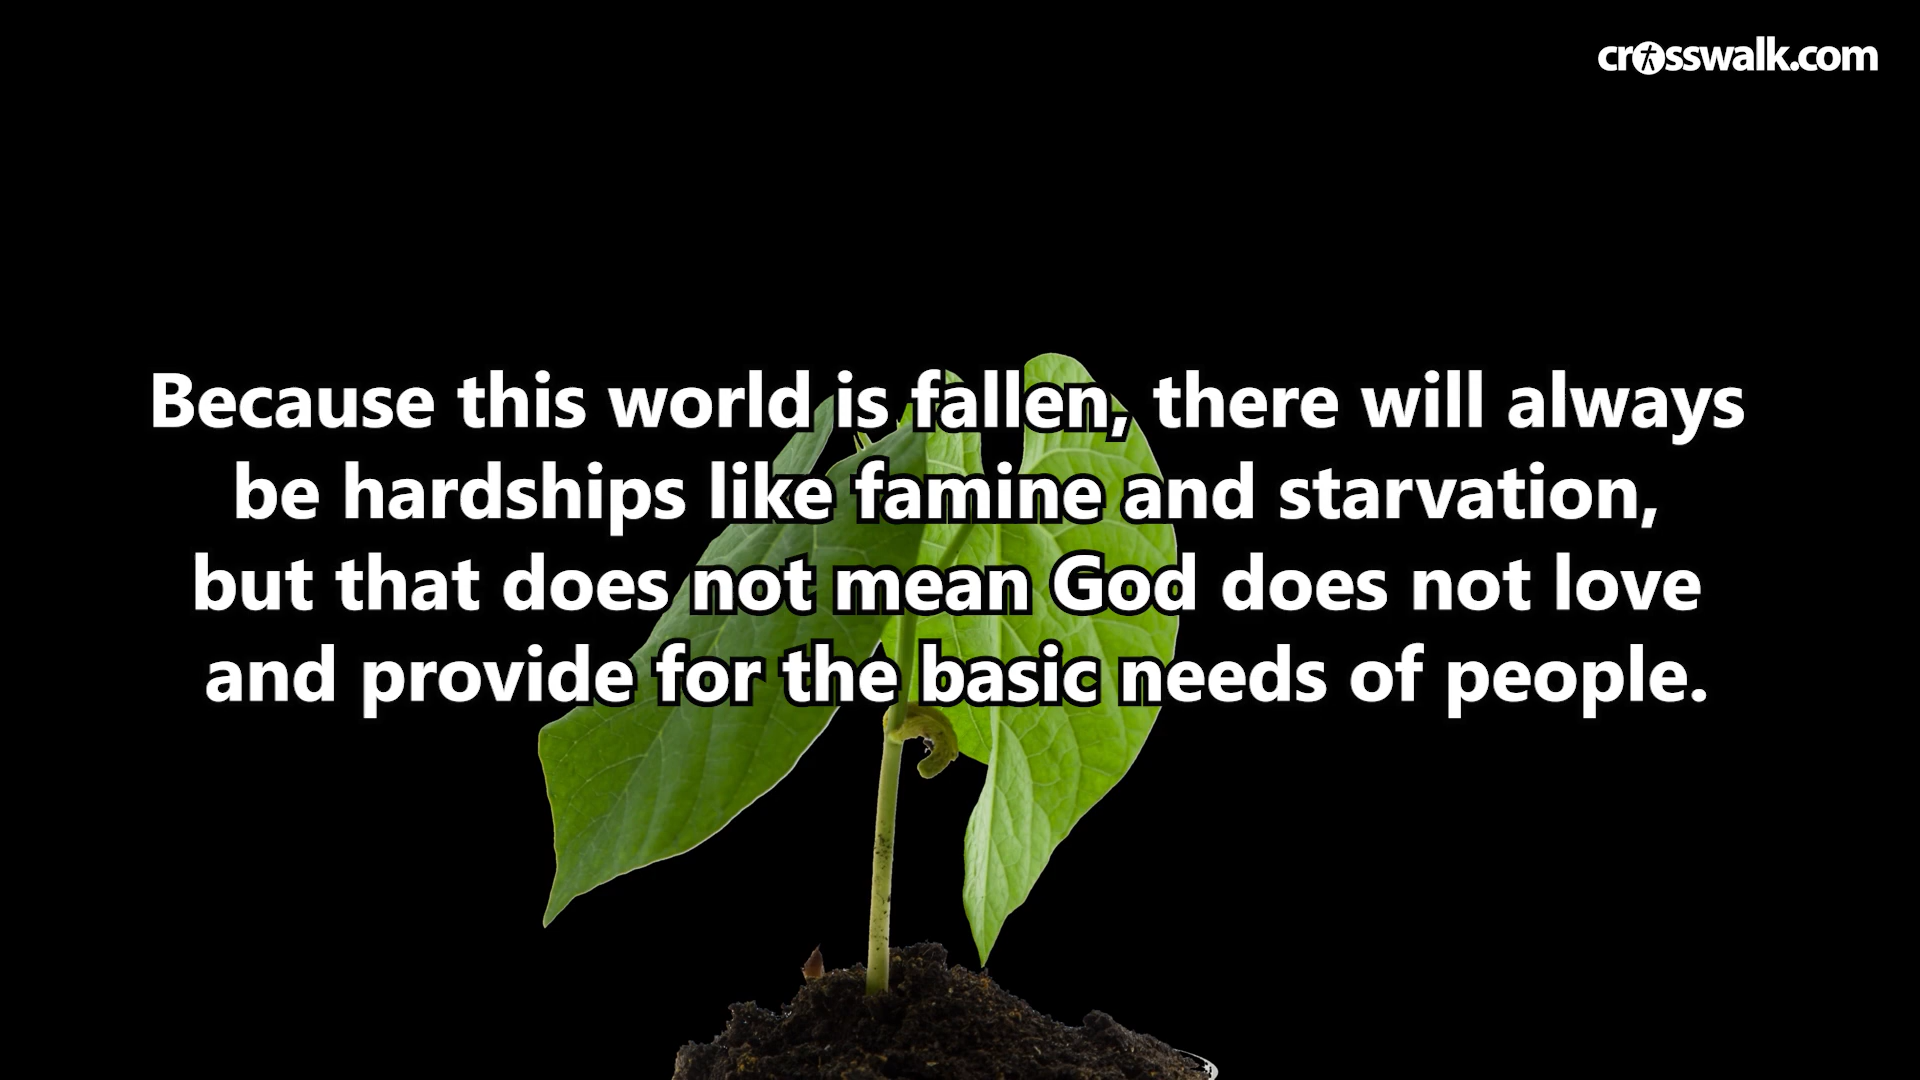 crosswalk.com
Because this world is fallen, there will always
be hardships like famine and starvation,
but that does not mean God does not love
and provide for the basic needs of people.